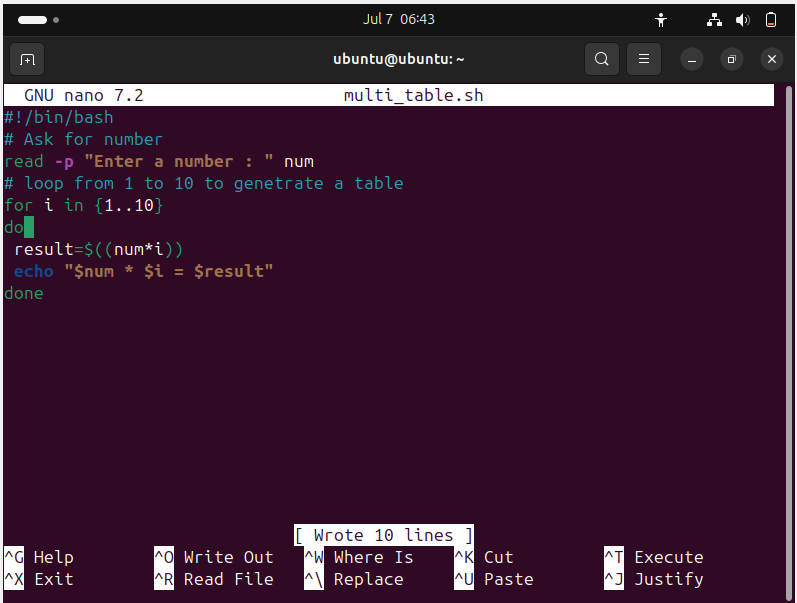 Jul 7 06:43
ubuntu@ubuntu: ~
GNU nano 7.2 multi_table.sh
#!/bin/bash
# Ask for number
read -p "Enter a number : " num
# loop from 1 to 10 to genetrate a table
for i in {1..10}
do
 result=$((num*i))
 echo "$num * $i = $result"
done
[ Wrote 10 lines ]
^G Help ^O Write Out ^W Where Is ^K Cut ^T Execute
^X Exit ^R Read File ^\ Replace ^U Paste ^J Justify